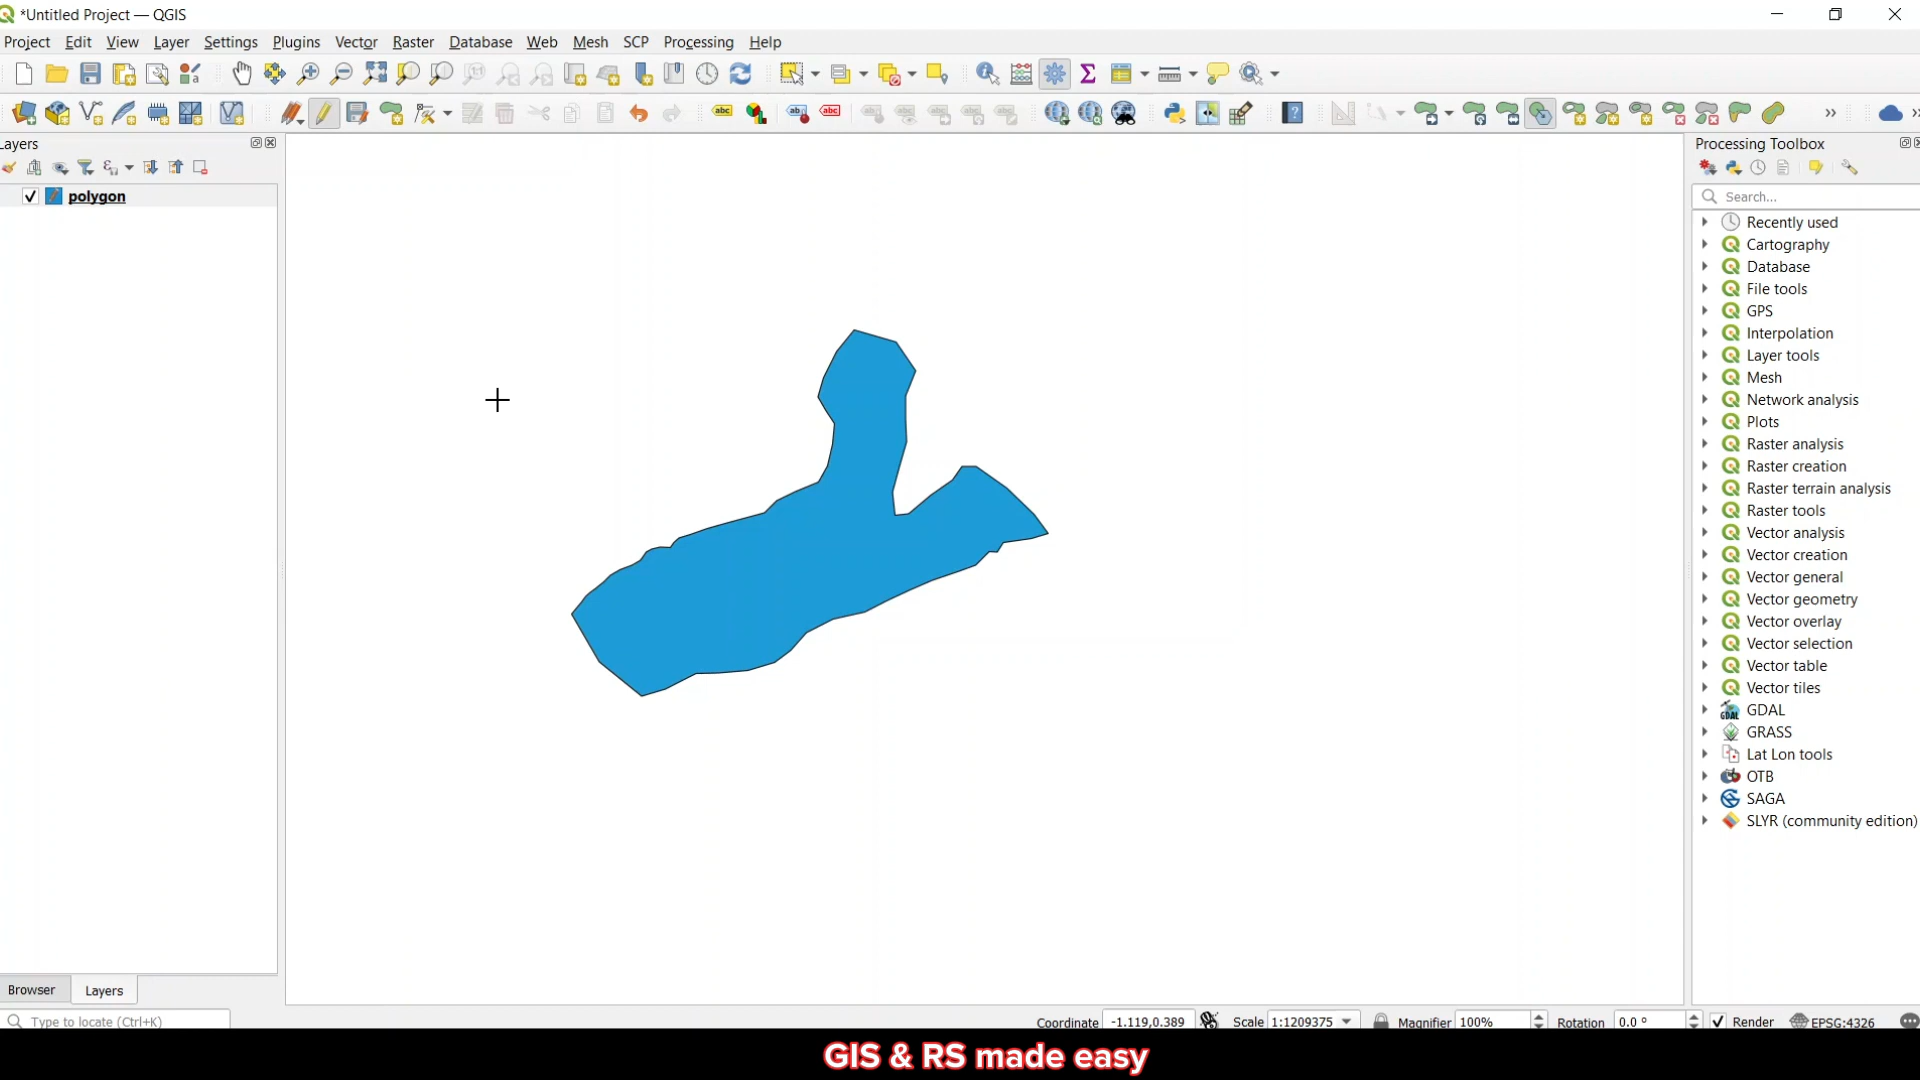 *Untitled Project — QGIS
Project Edit View Layer Settings Plugins Vector Raster Database Web Mesh SCP Processing Help
abc abc abc
Layers
polygon
Browser Layers
Type to locate (Ctrl+K)
Processing Toolbox
Search...
Recently used
Cartography
Database
File tools
GPS
Interpolation
Layer tools
Mesh
Network analysis
Plots
Raster analysis
Raster creation
Raster terrain analysis
Raster tools
Vector analysis
Vector creation
Vector general
Vector geometry
Vector overlay
Vector selection
Vector table
Vector tiles
GDAL
GRASS
Lat Lon tools
OTB
SAGA
SLYR (community edition)
Coordinate -1.119,0.389 Scale 1:1209375 Magnifier 100% Rotation 0.0 ° Render EPSG:4326
GIS & RS made easy